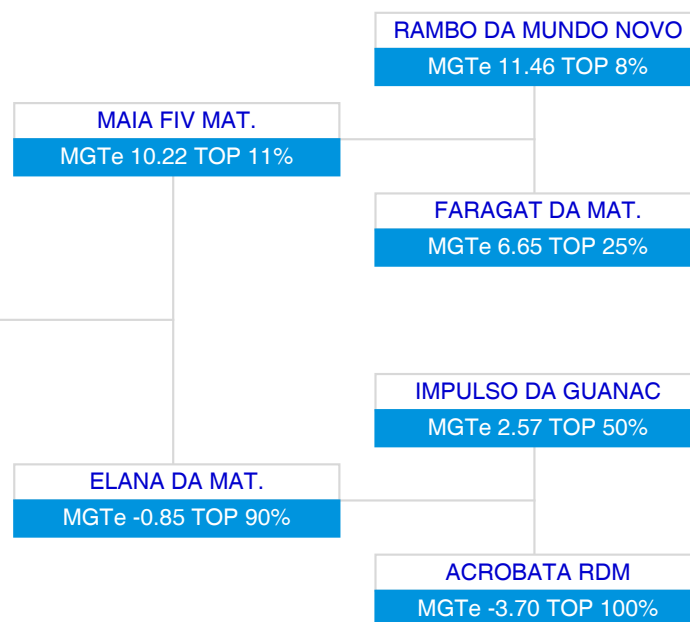 RAMBO DA MUNDO NOVO
MGTe 11.46 TOP 8%
MAIA FIV MAT.
MGTe 10.22 TOP 11%
FARAGAT DA MAT.
MGTe 6.65 TOP 25%
IMPULSO DA GUANAC
MGTe 2.57 TOP 50%
ELANA DA MAT.
MGTe -0.85 TOP 90%
ACROBATA RDM
MGTe -3.70 TOP 100%